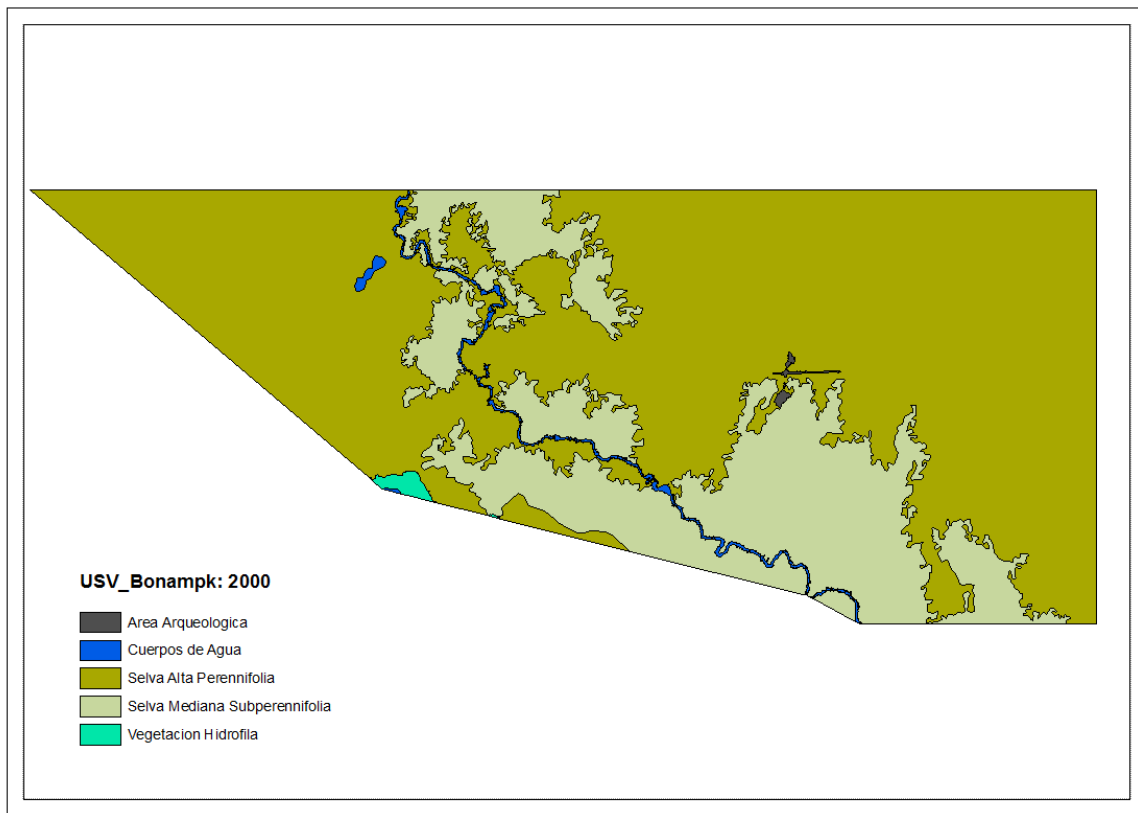 USV_Bonampk: 2000
Area Arqueologica
Cuerpos de Agua
Selva Alta Perennifolia
Selva Mediana Subperennifolia
Vegetacion Hidrofila